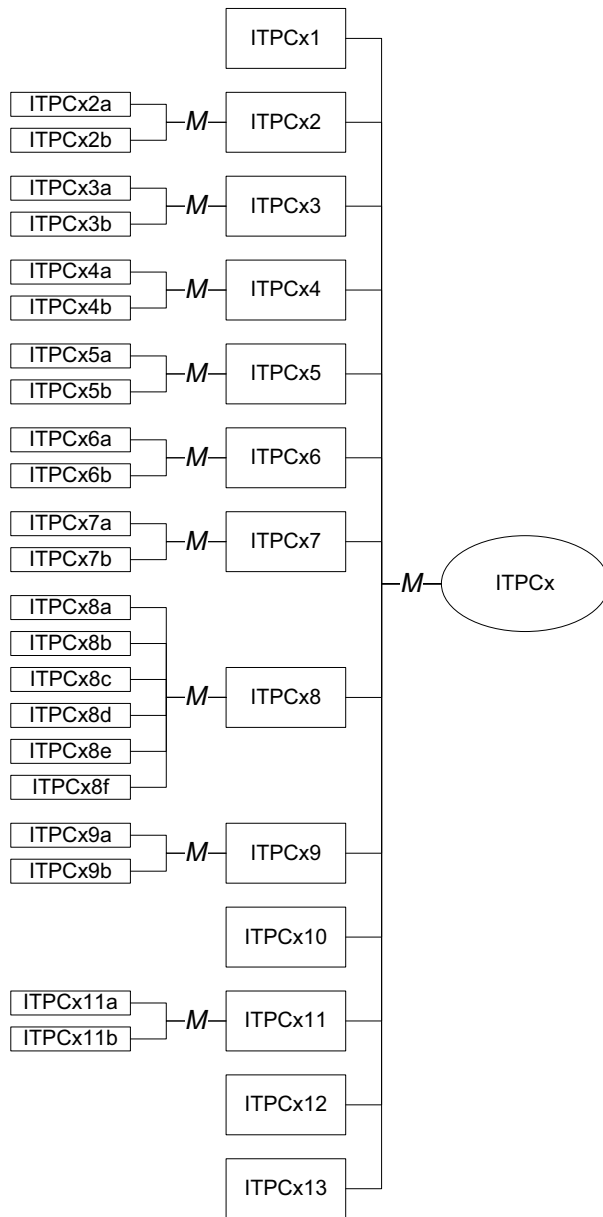 ITPCx1
ITPCx2a
ITPCx2b
M
ITPCx2
ITPCx3a
ITPCx3b
M
ITPCx3
ITPCx4a
ITPCx4b
M
ITPCx4
ITPCx5a
ITPCx5b
M
ITPCx5
ITPCx6a
ITPCx6b
M
ITPCx6
ITPCx7a
ITPCx7b
M
ITPCx7
M
ITPCx
ITPCx8a
ITPCx8b
ITPCx8c
ITPCx8d
ITPCx8e
ITPCx8f
M
ITPCx8
ITPCx9a
ITPCx9b
M
ITPCx9
ITPCx10
ITPCx11a
ITPCx11b
M
ITPCx11
ITPCx12
ITPCx13